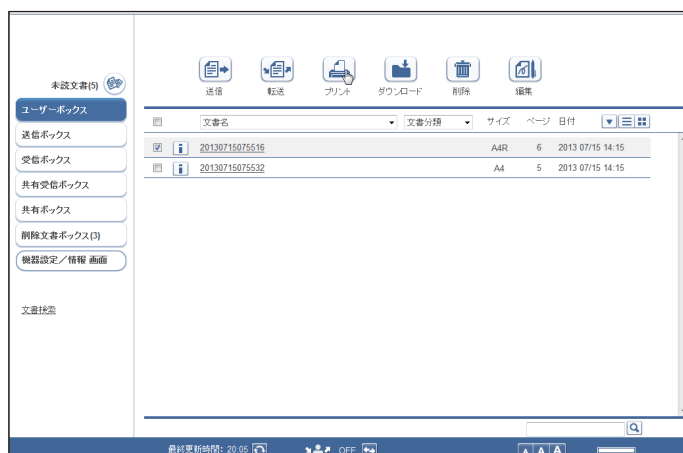 未読文書(5)
送信 転送 プリント ダウンロード 削除 編集
ユーザーボックス
送信ボックス
受信ボックス
共有受信ボックス
共有ボックス
削除文書ボックス(3)
機器設定／情報 画面
文書検索
文書名 文書分類 サイズ ページ 日付
20130715075516 A4R 6 2013 07/15 14:15
20130715075532 A4 5 2013 07/15 14:15
最終更新時間: 20:05 OFF A A A